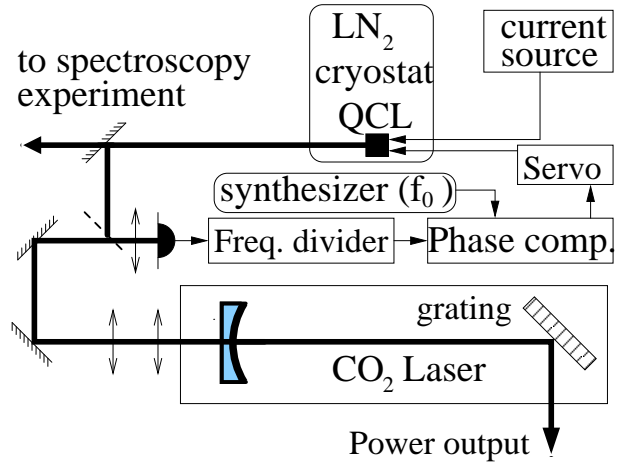 to spectroscopy
experiment
LN2
cryostat
QCL
current
source
Servo
synthesizer (f0)
Freq. divider
Phase comp.
grating
CO2 Laser
Power output